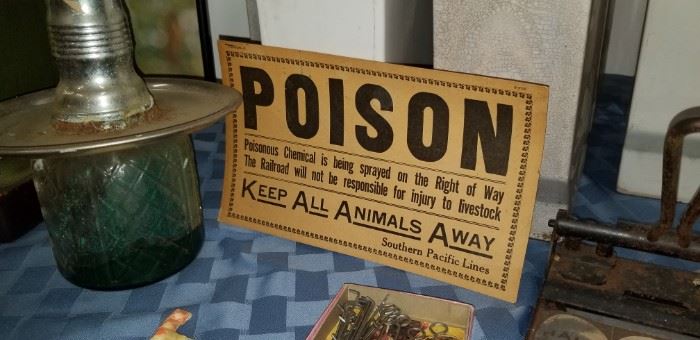 POISON
Poisonous Chemical is being sprayed on the Right of Way
The Railroad will not be responsible for injury to livestock
KEEP ALL ANIMALS AWAY
Southern Pacific Lines